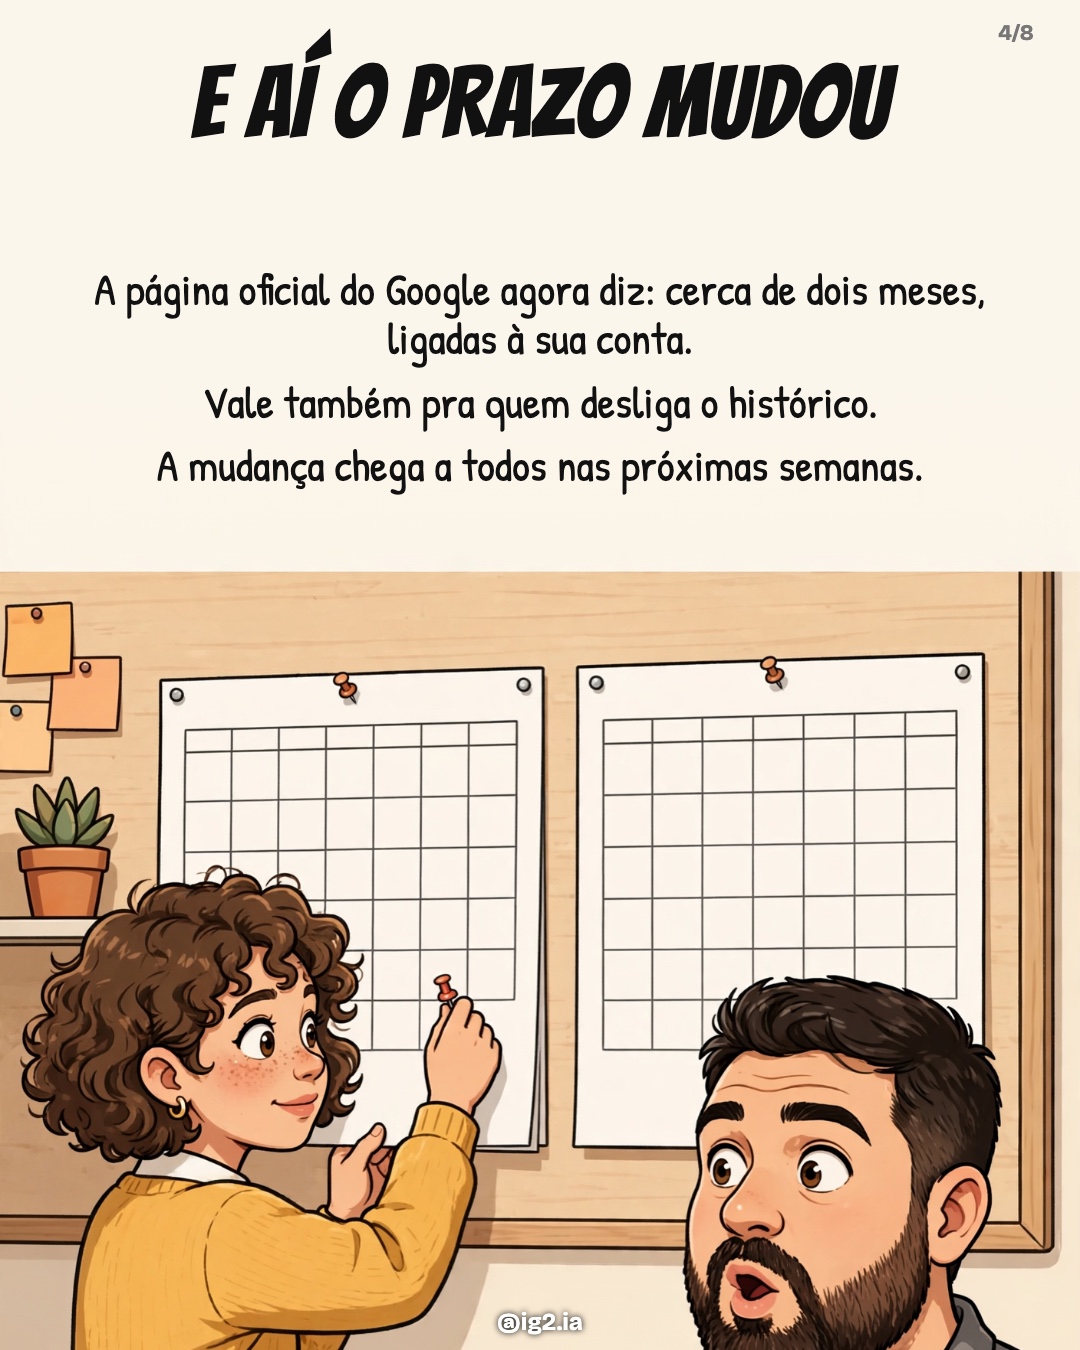 4/8
E AÍ O PRAZO MUDOU
A página oficial do Google agora diz: cerca de dois meses,
ligadas à sua conta.
Vale também pra quem desliga o histórico.
A mudança chega a todos nas próximas semanas.
@ig2.ia